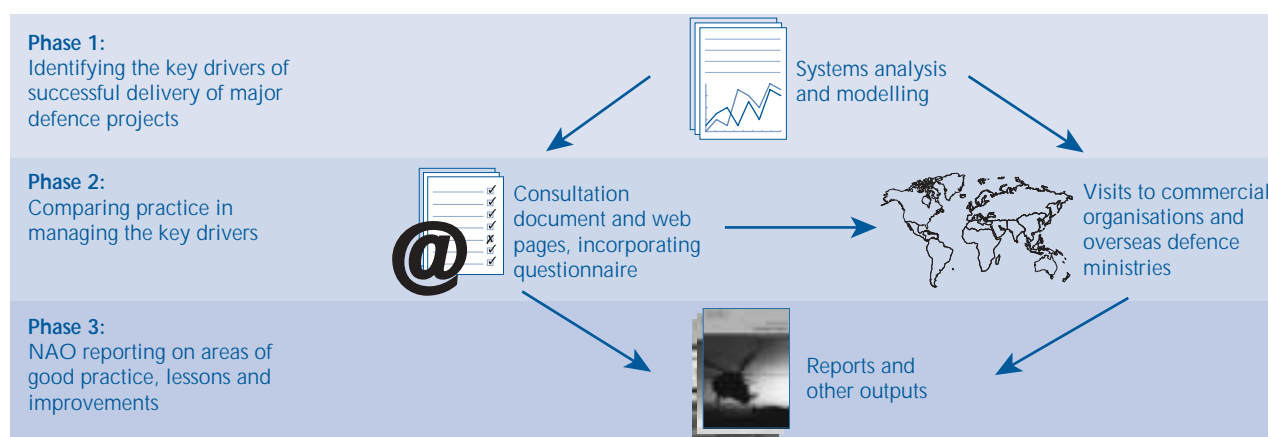 Phase 1:
Identifying the key drivers of
successful delivery of major
defence projects
Systems analysis
and modelling
Phase 2:
Comparing practice in
managing the key drivers
@
Consultation
document and web
pages, incorporating
questionnaire
Visits to commercial
organisations and
overseas defence
ministries
Phase 3:
NAO reporting on areas of
good practice, lessons and
improvements
Reports and
other outputs